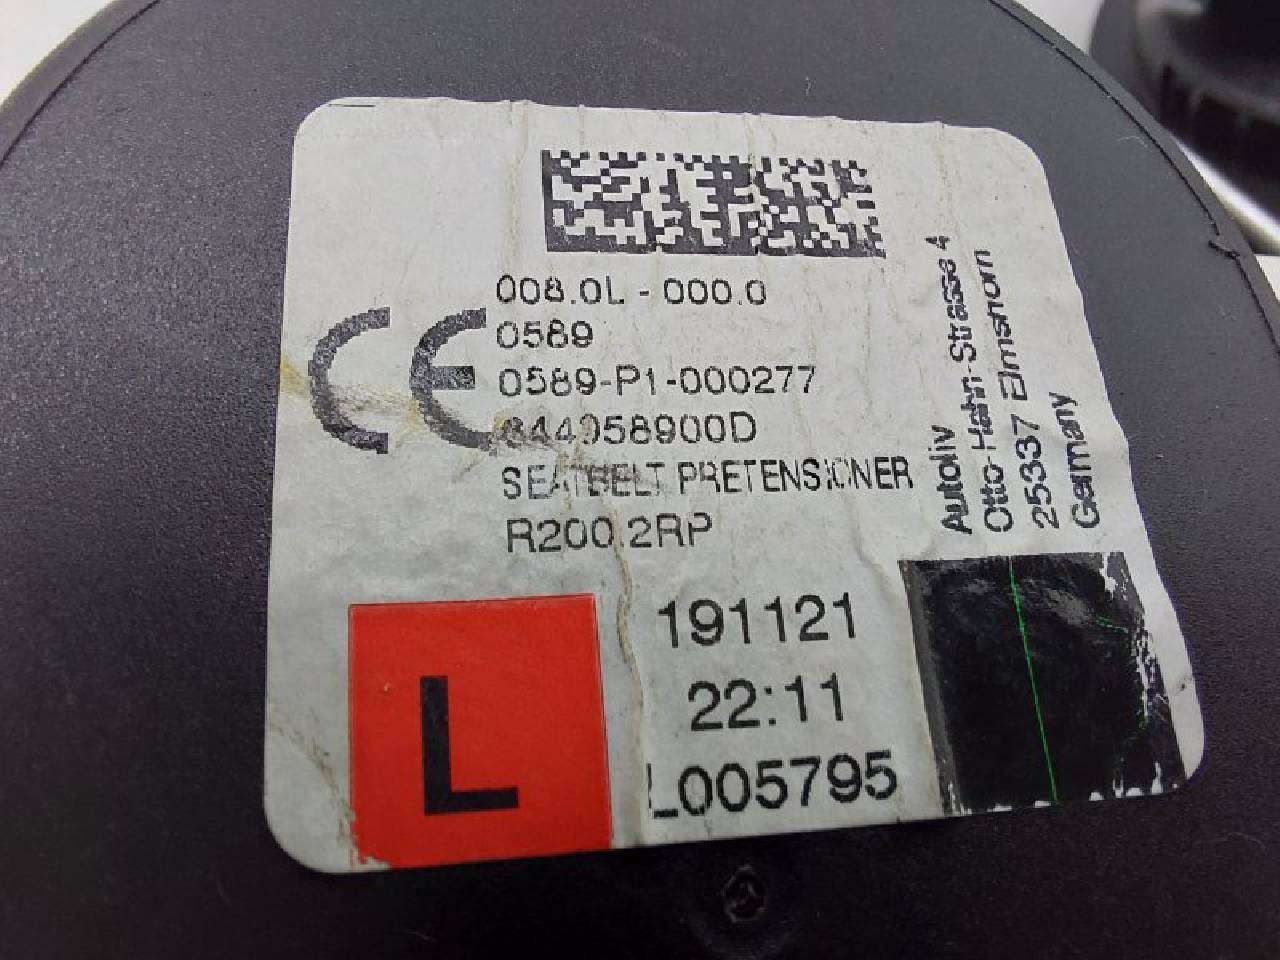 008.0L - 000.0
0589
0589-P1-000277
644958900D
SEATBELT PRETENSIONER
R200.2RP
CE
L
191121
22:11
L005795
Autoliv
Otto-Hahn-Strasse 4
25337 Elmshorn
Germany